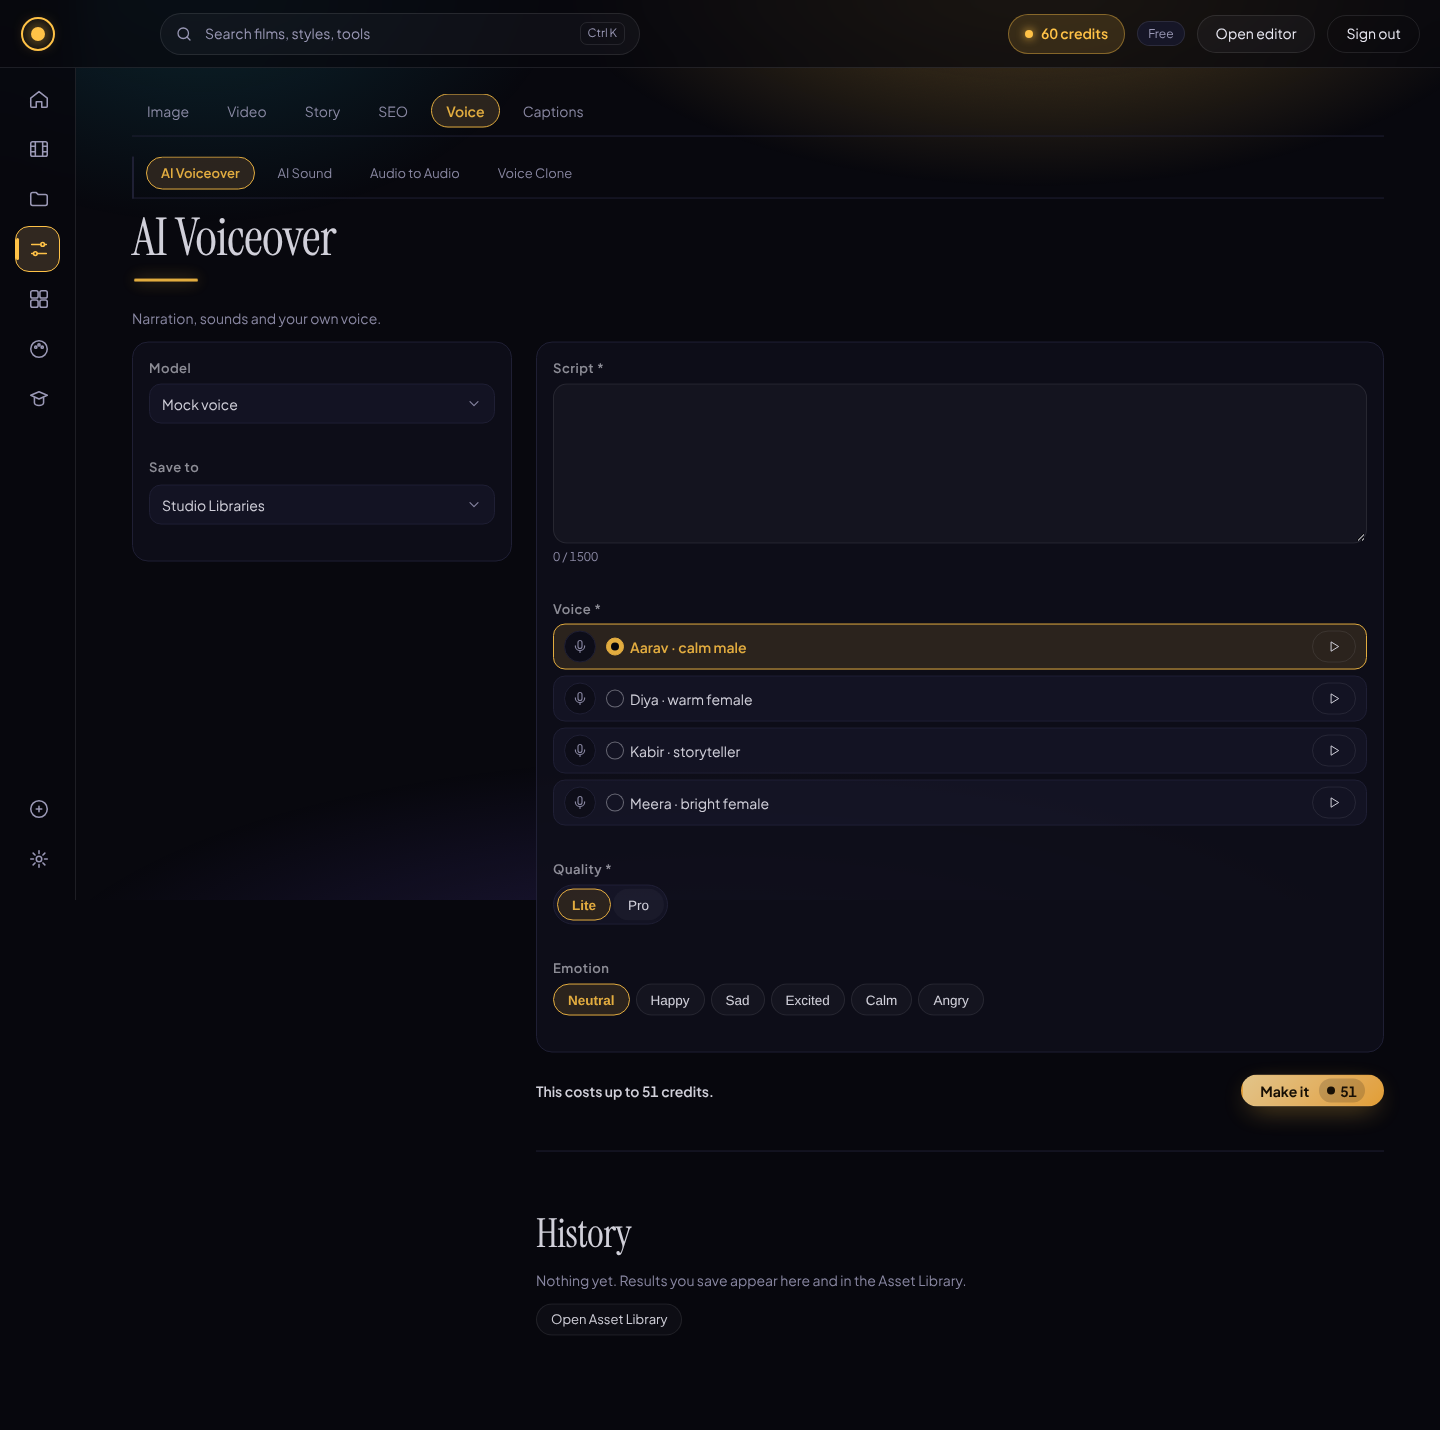 Search films, styles, tools
Ctrl K
60 credits
Free
Open editor
Sign out
Image
Video
Story
SEO
Voice
Captions
AI Voiceover
AI Sound
Audio to Audio
Voice Clone
AI Voiceover
Narration, sounds and your own voice.
Model
Mock voice
Save to
Studio Libraries
Script *
0 / 1500
Voice *
Aarav · calm male
Diya · warm female
Kabir · storyteller
Meera · bright female
Quality *
Lite
Pro
Emotion
Neutral
Happy
Sad
Excited
Calm
Angry
This costs up to 51 credits.
Make it
51
History
Nothing yet. Results you save appear here and in the Asset Library.
Open Asset Library